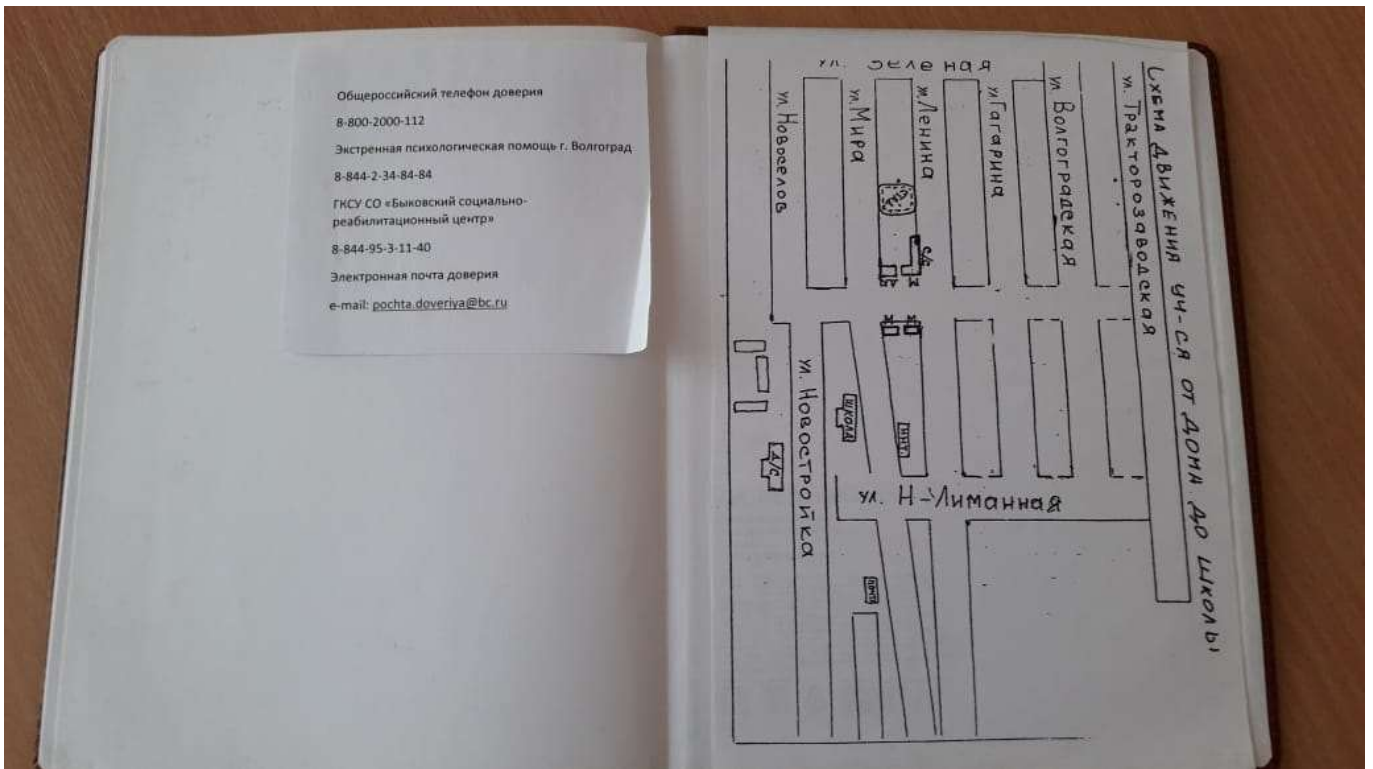 Общероссийский телефон доверия
8-800-2000-112
Экстренная психологическая помощь г. Волгоград
8-844-2-34-84-84
ГКСУ СО «Быковский социально-
реабилитационный центр»
8-844-95-3-11-40
Электронная почта доверия
e-mail: pochta.doveriya@bc.ru
СХЕМА ДВИЖЕНИЯ УЧ-СЯ ОТ ДОМА ДО ШКОЛЫ
ул. Тракторозаводская
ул Волгоградская
ул Гагарина
ул Ленина
ул Мира
ул Новоселов
ул. Зеленая
С/С
ШКОЛА
Д/С
ул. Новостройка
ул. Н-Лиманная
ПОЧТА